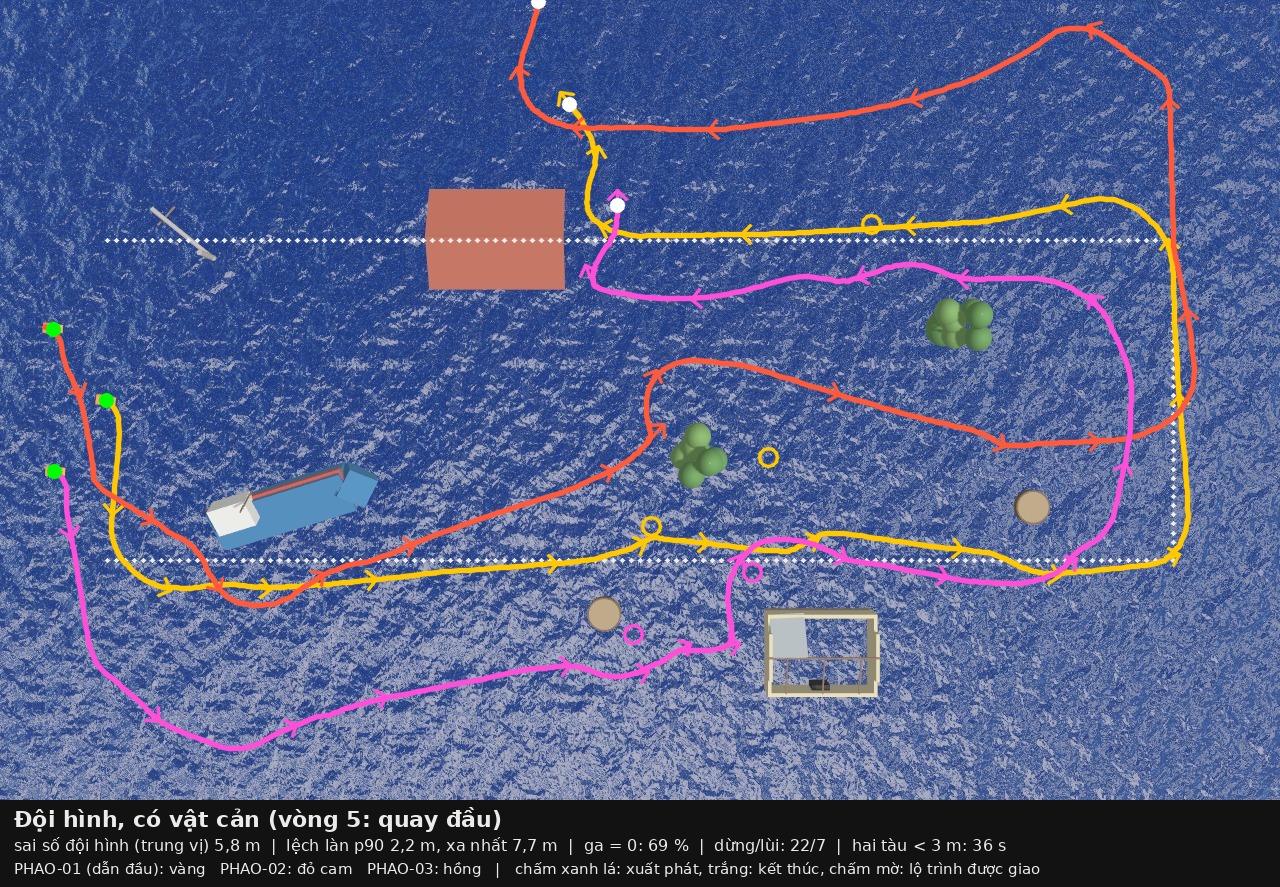 Đội hình, có vật cản (vòng 5: quay đầu)
sai số đội hình (trung vị) 5,8 m | lệch làn p90 2,2 m, xa nhất 7,7 m | ga = 0: 69 % | dừng/lùi: 22/7 | hai tàu < 3 m: 36 s
PHAO-01 (dẫn đầu): vàng PHAO-02: đỏ cam PHAO-03: hồng | chấm xanh lá: xuất phát, trắng: kết thúc, chấm mờ: lộ trình được giao